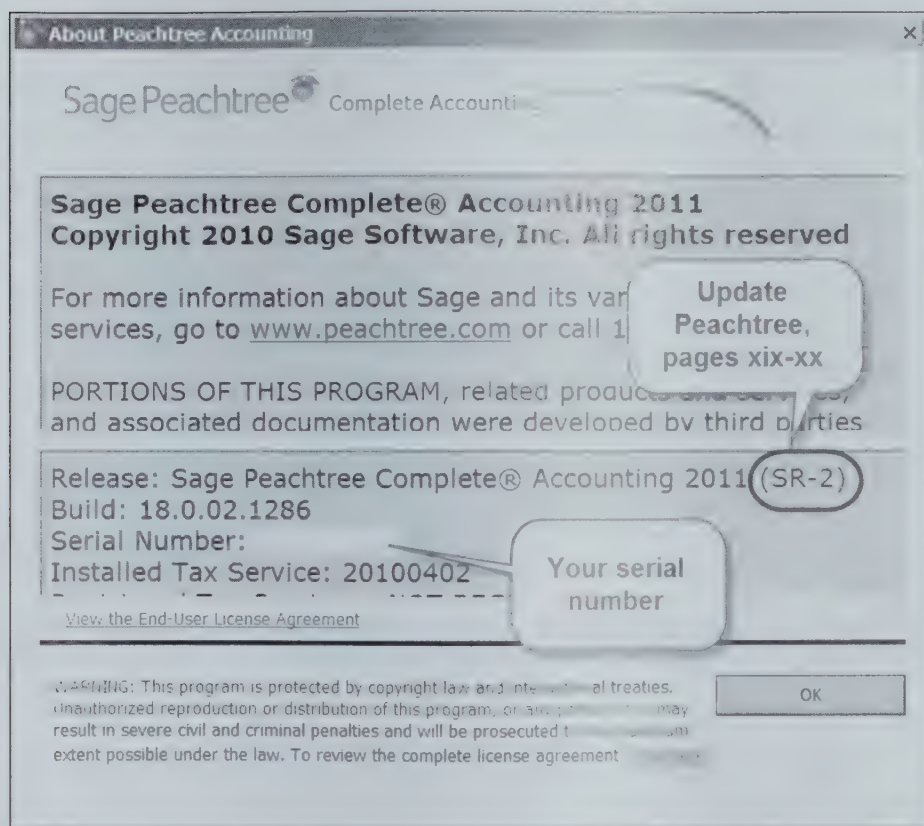 About Peachtree Accounting
Sage Peachtree Complete
Sage Peachtree Complete® Accounting 2011
Copyright 2010 Sage Software, Inc. All rights reserved
For more information about Sage and its
services, go to www.peachtree.com or call
Update
Peachtree,
pages xix-xx
PORTIONS OF THIS PROGRAM, related products and services,
and associated documentation were developed by third parties
Release: Sage Peachtree Complete® Accounting 2011 (SR-2)
Build: 18.0.02.1286
Serial Number:
Installed Tax Service: 20100402
Your serial
number
View the End-User License Agreement
WARNING: This program is protected by copyright law and treaties.
Unauthorized reproduction or distribution of this program, or may
result in severe civil and criminal penalties and will be prosecuted
extent possible under the law. To review the complete license agreement
OK